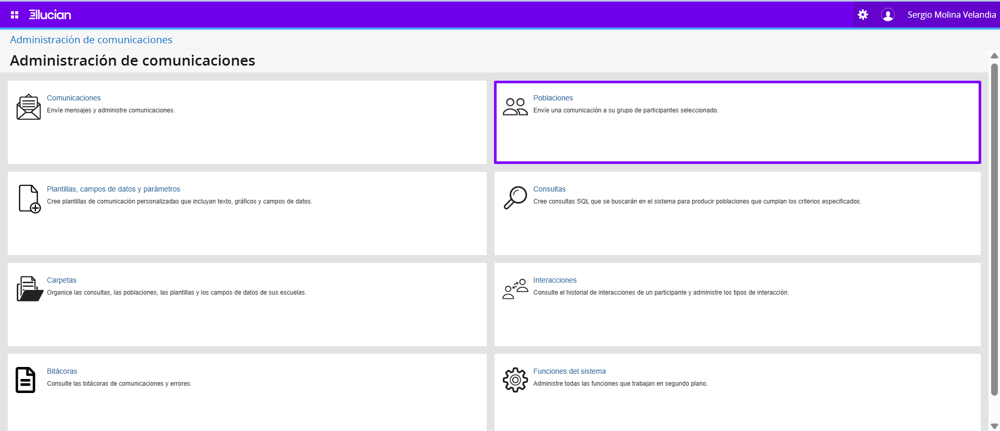 ellucian
Sergio Molina Velandia
Administración de comunicaciones
Administración de comunicaciones
Comunicaciones
Envíe mensajes y administre comunicaciones.
Poblaciones
Envíe una comunicación a su grupo de participantes seleccionado.
Plantillas, campos de datos y parámetros
Cree plantillas de comunicación personalizadas que incluyan texto, gráficos y campos de datos.
Consultas
Cree consultas SQL que se buscarán en el sistema para producir poblaciones que cumplan los criterios especificados.
Carpetas
Organice las consultas, las poblaciones, las plantillas y los campos de datos de sus escuelas.
Interacciones
Consulte el historial de interacciones de un participante y administre los tipos de interacción.
Bitácoras
Consulte las bitácoras de comunicaciones y errores.
Funciones del sistema
Administre todas las funciones que trabajan en segundo plano.